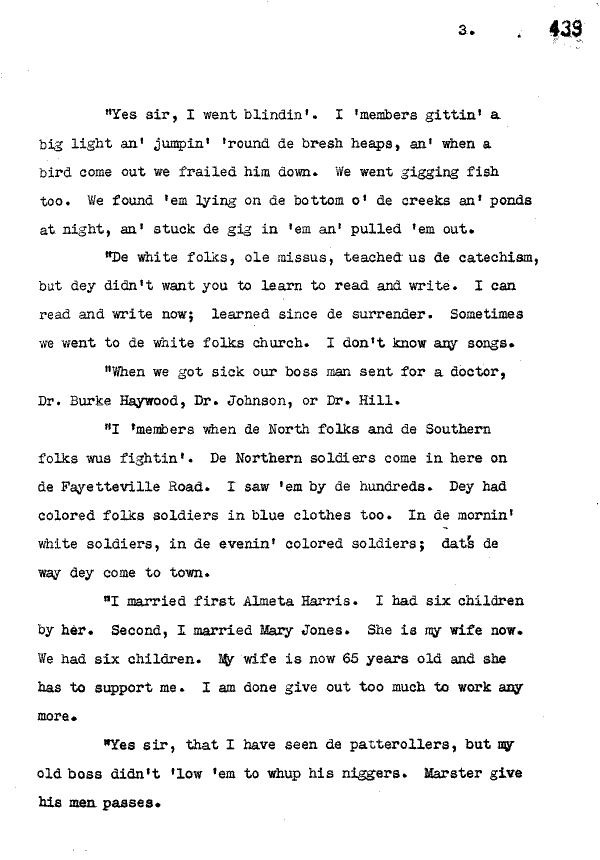 3. . 439
"Yes sir, I went blindin'. I 'members gittin' a
big light an' jumpin' 'round de bresh heaps, an' when a
bird come out we frailed him down. We went gigging fish
too. We found 'em lying on de bottom o' de creeks an' ponds
at night, an' stuck de gig in 'em an' pulled 'em out.
"De white folks, ole missus, teached us de catechism,
but dey didn't want you to learn to read and write. I can
read and write now; learned since de surrender. Sometimes
we went to de white folks church. I don't know any songs.
"When we got sick our boss man sent for a doctor,
Dr. Burke Haywood, Dr. Johnson, or Dr. Hill.
"I 'members when de North folks and de Southern
folks wus fightin'. De Northern soldiers come in here on
de Fayetteville Road. I saw 'em by de hundreds. Dey had
colored folks soldiers in blue clothes too. In de mornin'
white soldiers, in de evenin' colored soldiers; dat's de
way dey come to town.
"I married first Almeta Harris. I had six children
by her. Second, I married Mary Jones. She is my wife now.
We had six children. My wife is now 65 years old and she
has to support me. I am done give out too much to work any
more.
"Yes sir, that I have seen de patterollers, but my
old boss didn't 'low 'em to whup his niggers. Marster give
his men passes.